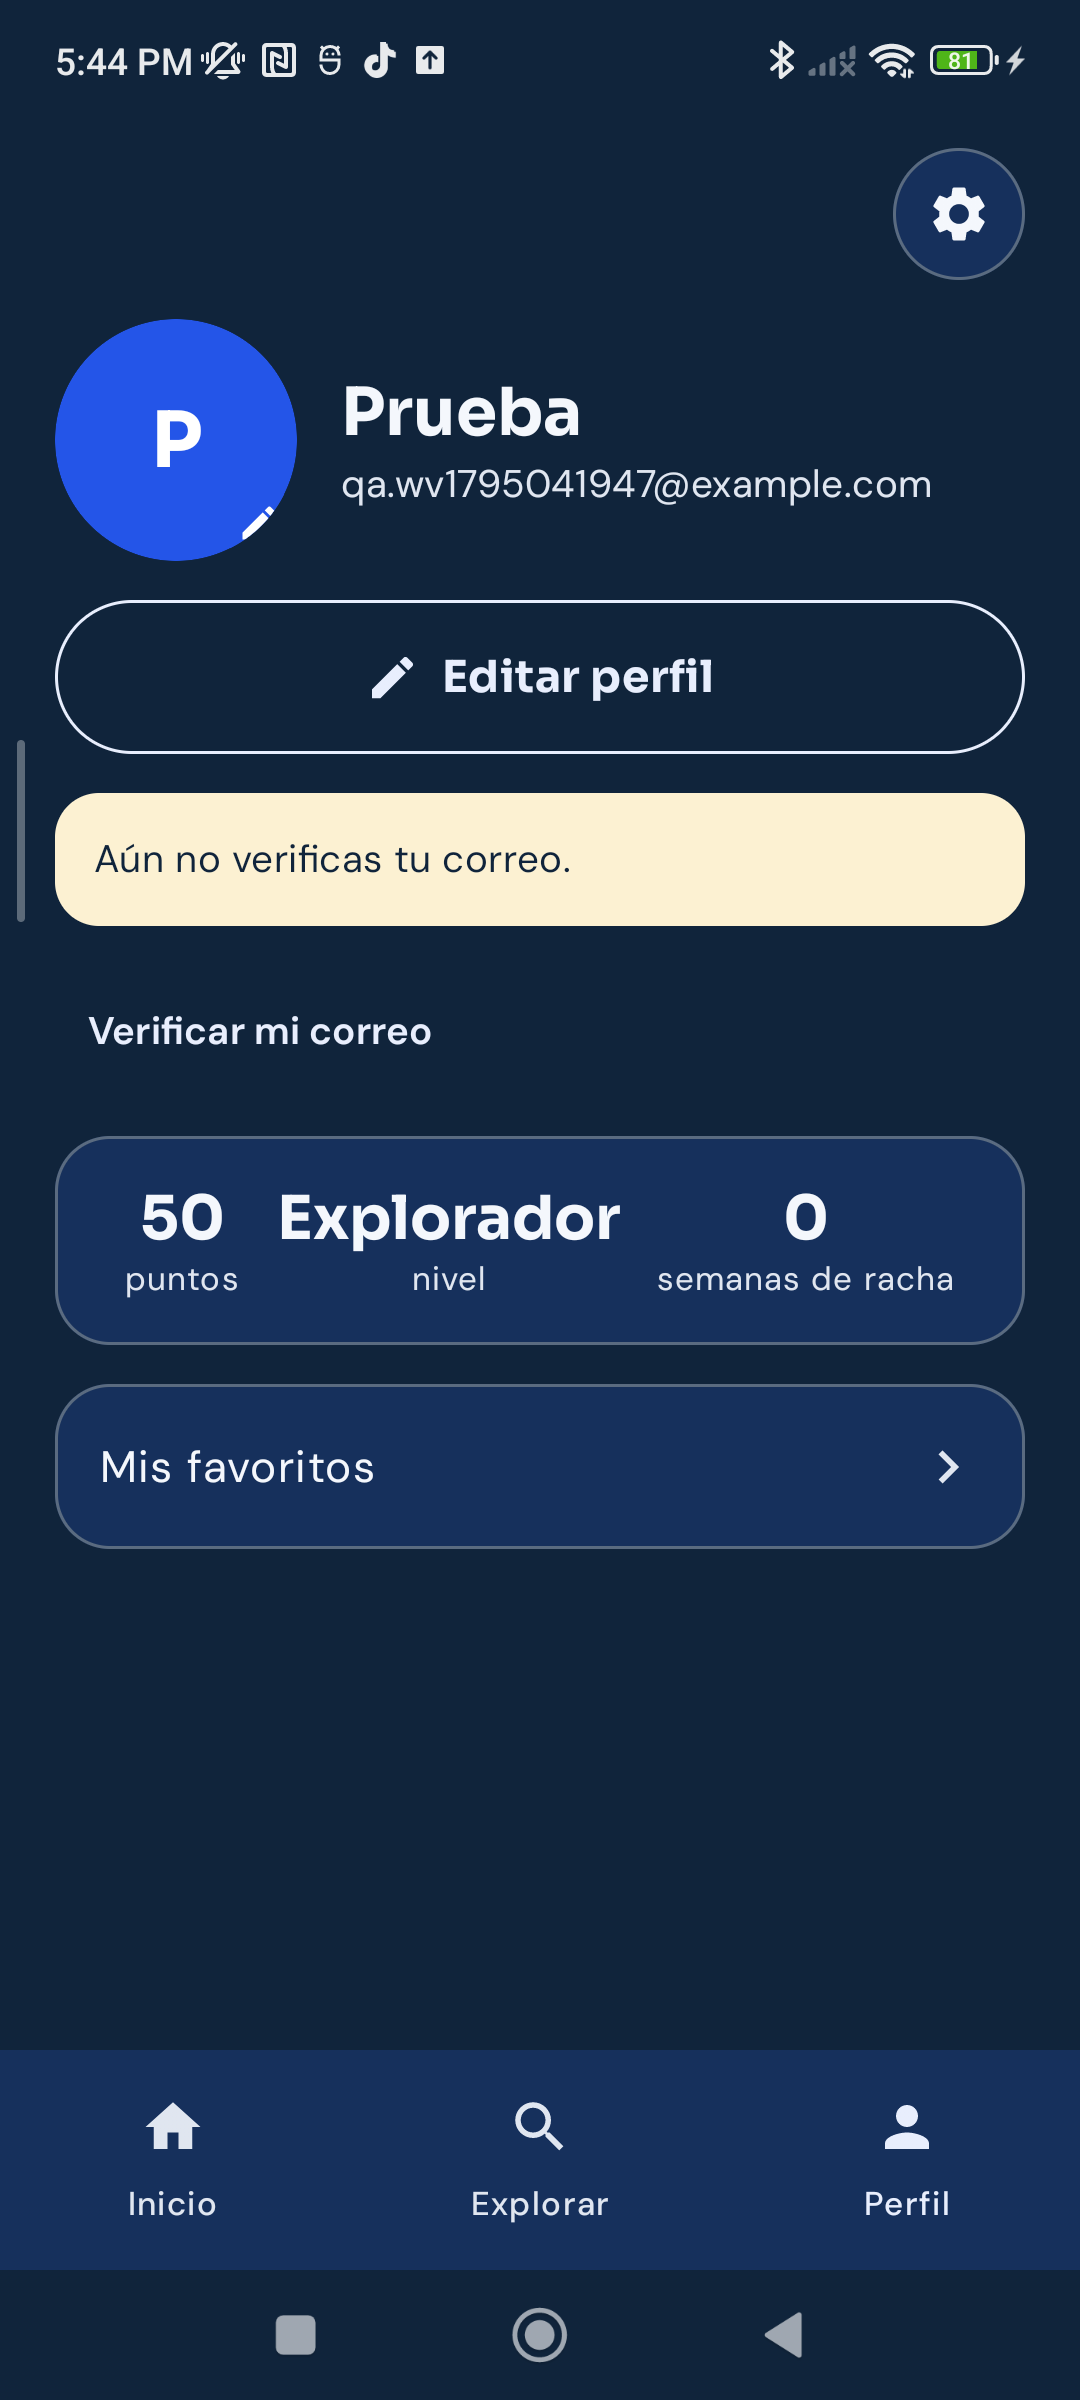 5:44 PM
81
P
Prueba
qa.wv1795041947@example.com
Editar perfil
Aún no verificas tu correo.
Verificar mi correo
50 Explorador 0
puntos nivel semanas de racha
Mis favoritos
Inicio Explorar Perfil